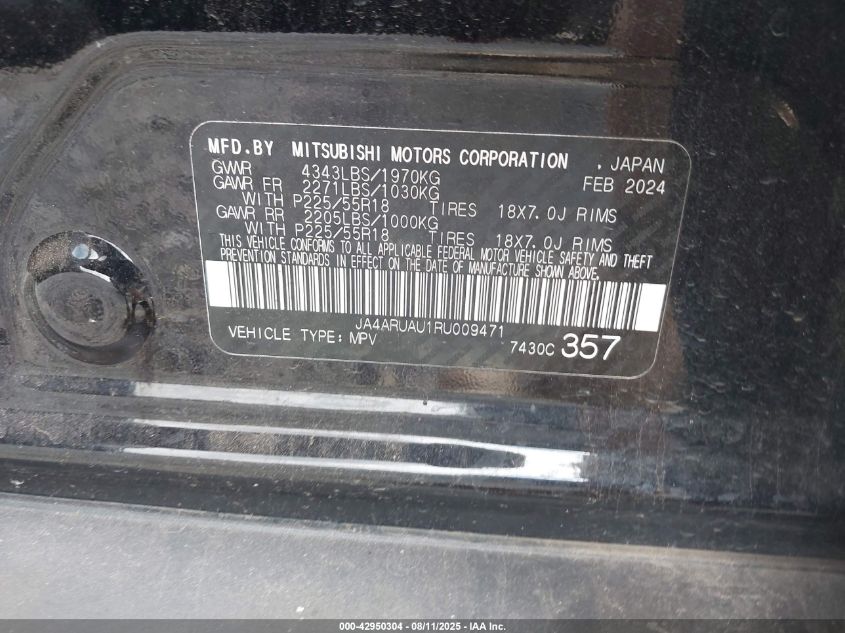 MFD.BY MITSUBISHI MOTORS CORPORATION . JAPAN
GVWR 4343LBS/1970KG FEB 2024
GAWR FR 2271LBS/1030KG
WITH P225/55R18 TIRES 18X7.0J RIMS
GAWR RR 2205LBS/1000KG
WITH P225/55R18 TIRES 18X7.0J RIMS
THIS VEHICLE CONFORMS TO ALL APPLICABLE FEDERAL MOTOR VEHICLE SAFETY AND THEFT
PREVENTION STANDARDS IN EFFECT ON THE DATE OF MANUFACTURE SHOWN ABOVE.
JA4ARUAU1RU009471
VEHICLE TYPE: MPV 7430C 357
000-42950304 - 08/11/2025 - IAA Inc.